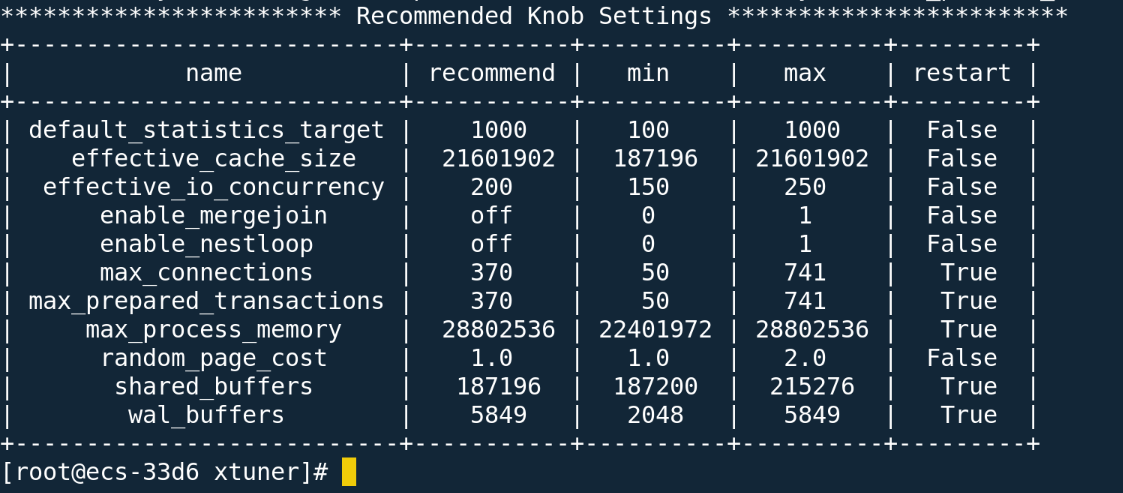 ************************ Recommended Knob Settings ************************
+---------------------------+-----------+---------+----------+---------+
|            name           | recommend |   min   |   max    | restart |
+---------------------------+-----------+---------+----------+---------+
| default_statistics_target |    1000   |   100   |   1000   |  False  |
|    effective_cache_size   |  21601902 |  187196 | 21601902 |  False  |
|  effective_io_concurrency |    200    |   150   |   250    |  False  |
|      enable_mergejoin     |    off    |    0    |    1     |  False  |
|      enable_nestloop      |    off    |    0    |    1     |  False  |
|      max_connections      |    370    |    50   |   741    |   True  |
| max_prepared_transactions |    370    |    50   |   741    |   True  |
|     max_process_memory    |  28802536 | 22401972 | 28802536 |   True  |
|      random_page_cost     |    1.0    |   1.0   |   2.0    |  False  |
|       shared_buffers      |   187196  |  187200 |  215276  |   True  |
|        wal_buffers        |    5849   |   2048  |   5849   |   True  |
+---------------------------+-----------+---------+----------+---------+
[root@ecs-33d6 xtuner]#